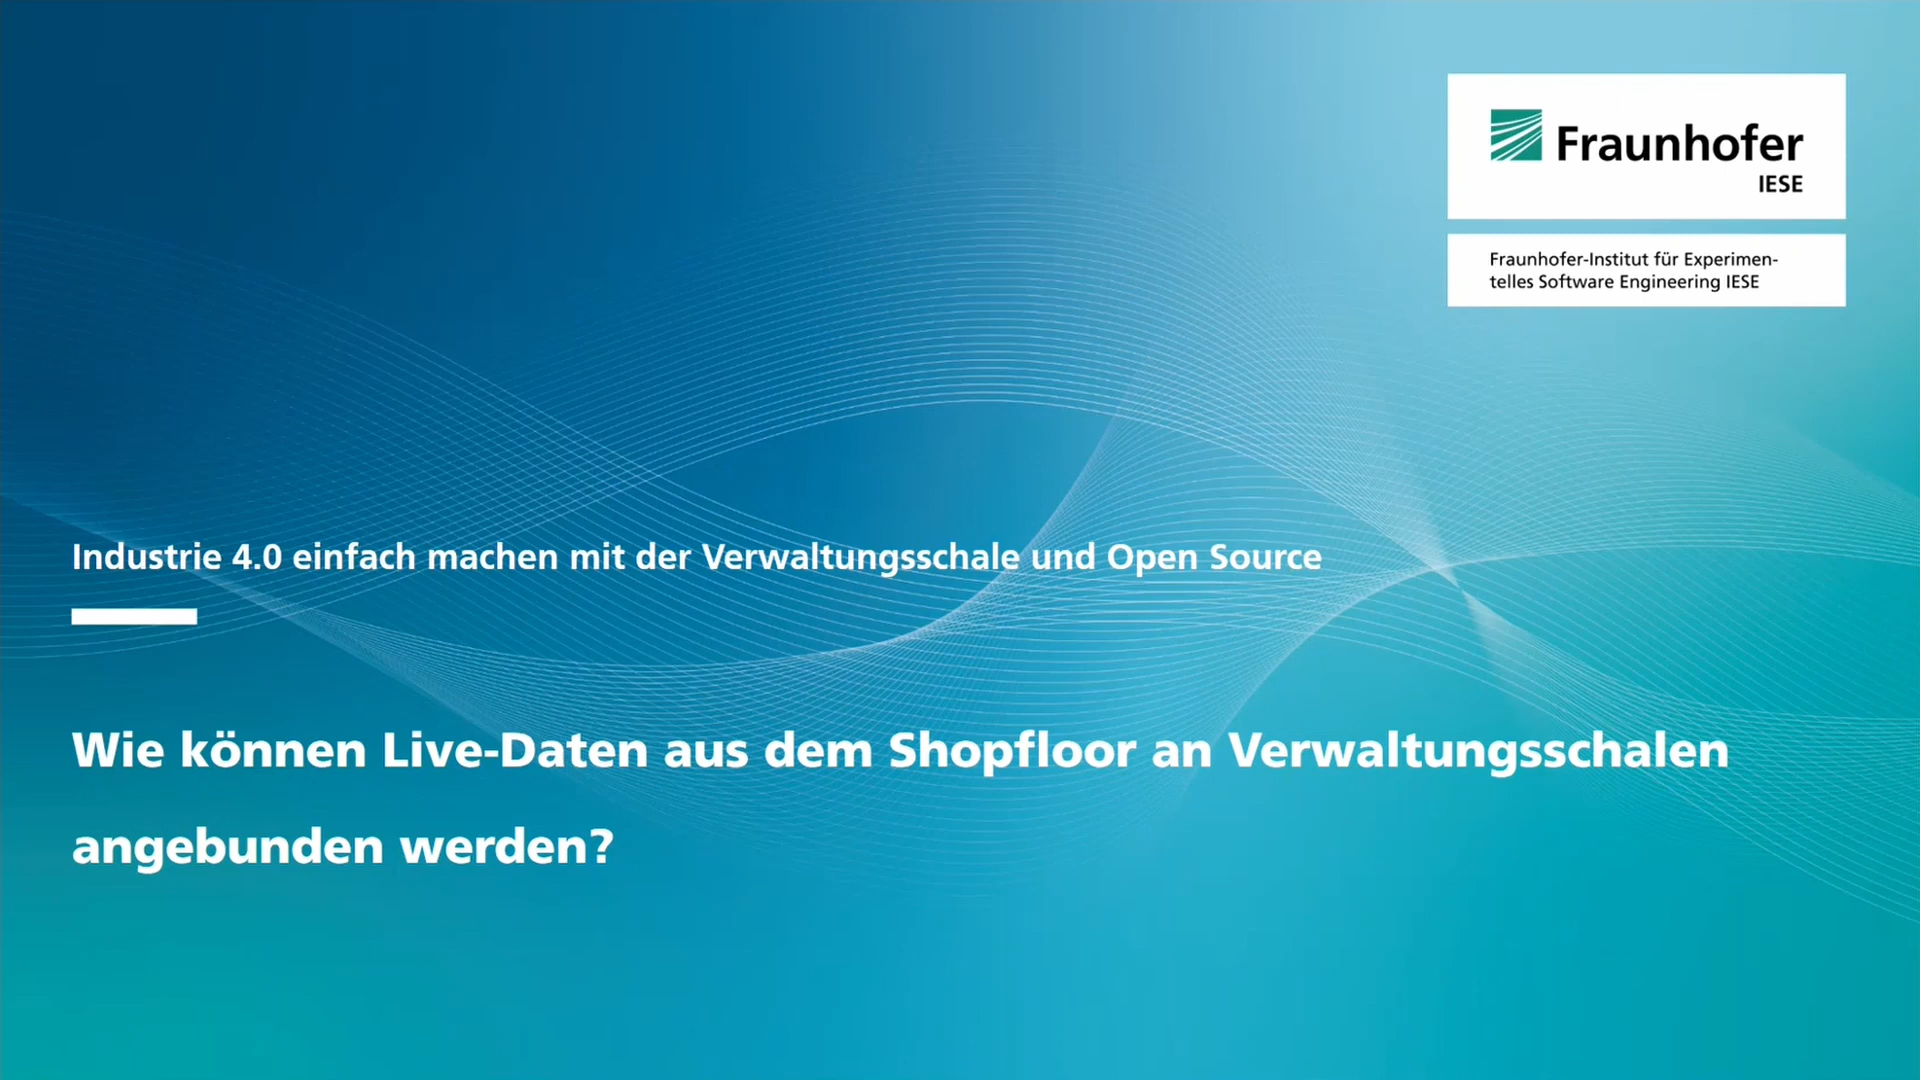 Fraunhofer
IESE
Fraunhofer-Institut für Experimen-
telles Software Engineering IESE
Industrie 4.0 einfach machen mit der Verwaltungsschale und Open Source
Wie können Live-Daten aus dem Shopfloor an Verwaltungsschalen
angebunden werden?